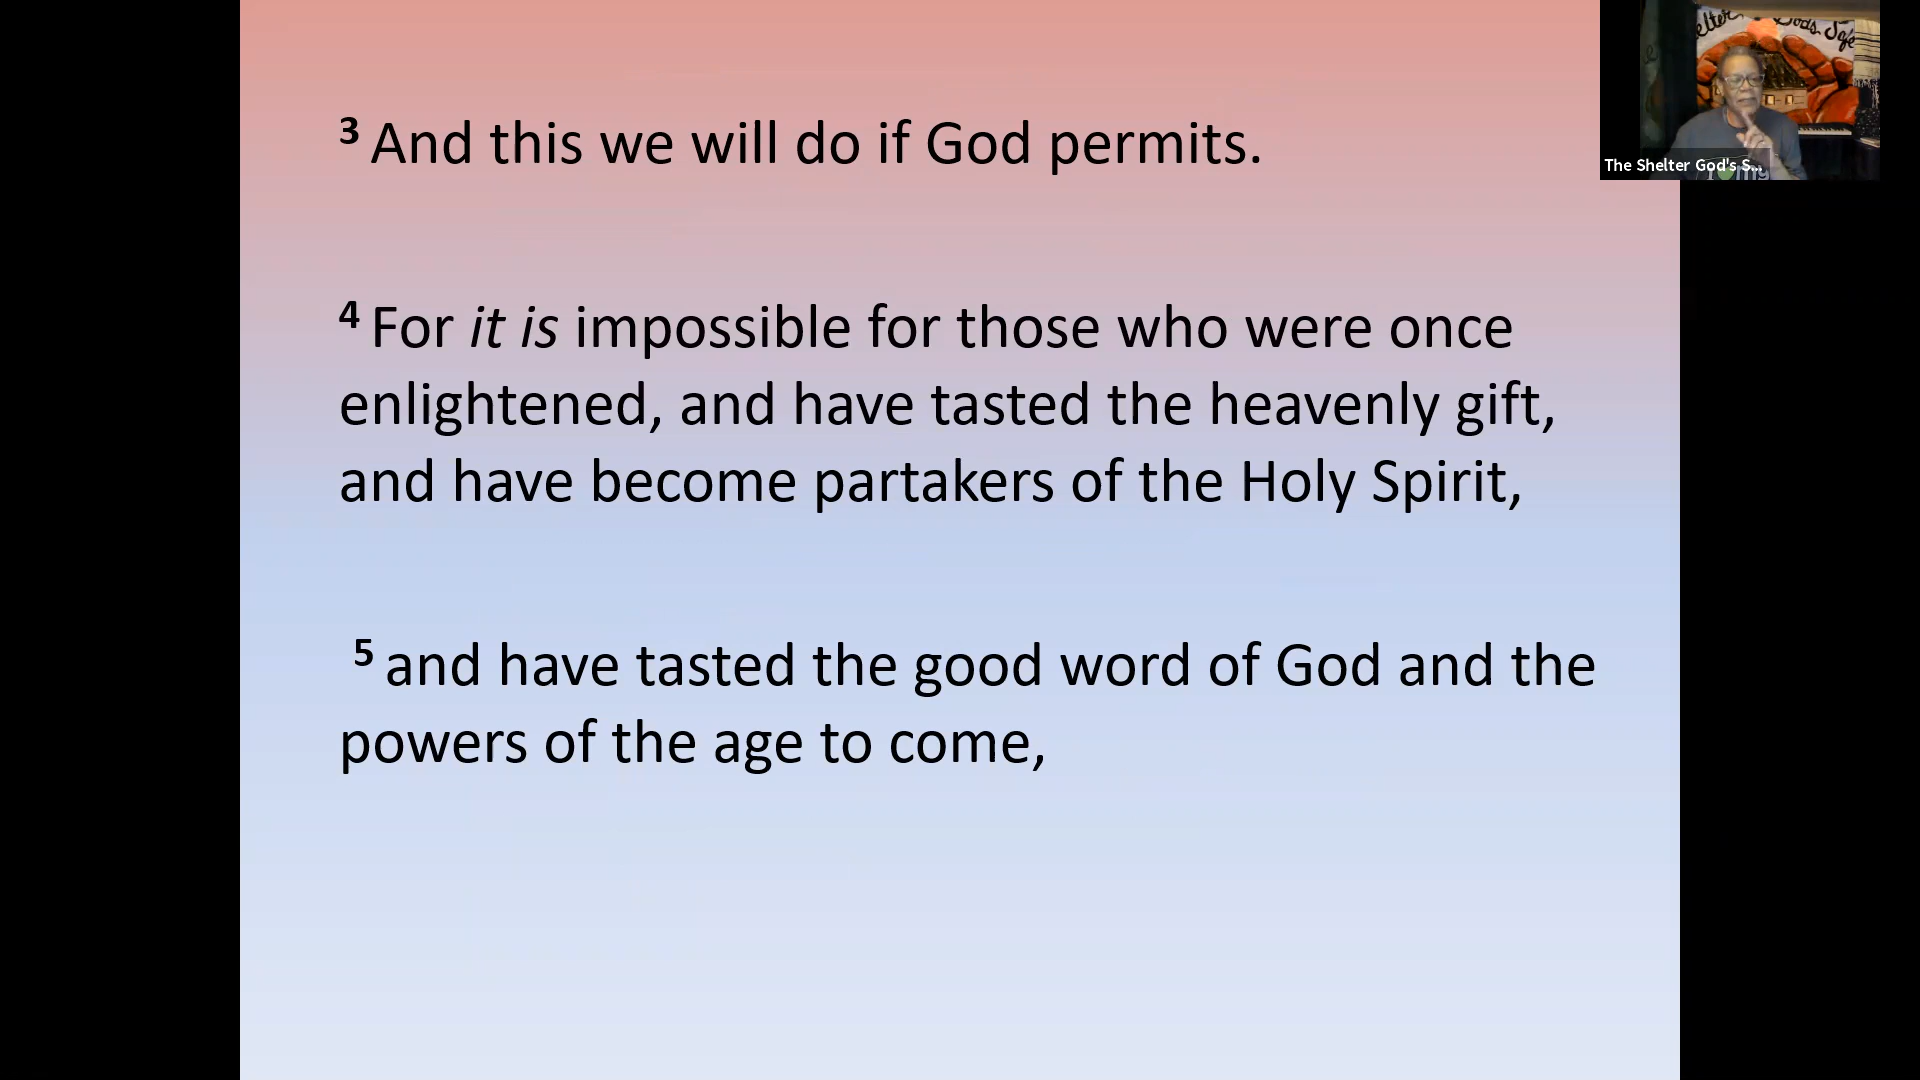 3 And this we will do if God permits.
4 For it is impossible for those who were once
enlightened, and have tasted the heavenly gift,
and have become partakers of the Holy Spirit,
5 and have tasted the good word of God and the
powers of the age to come,
The Shelter God's S...